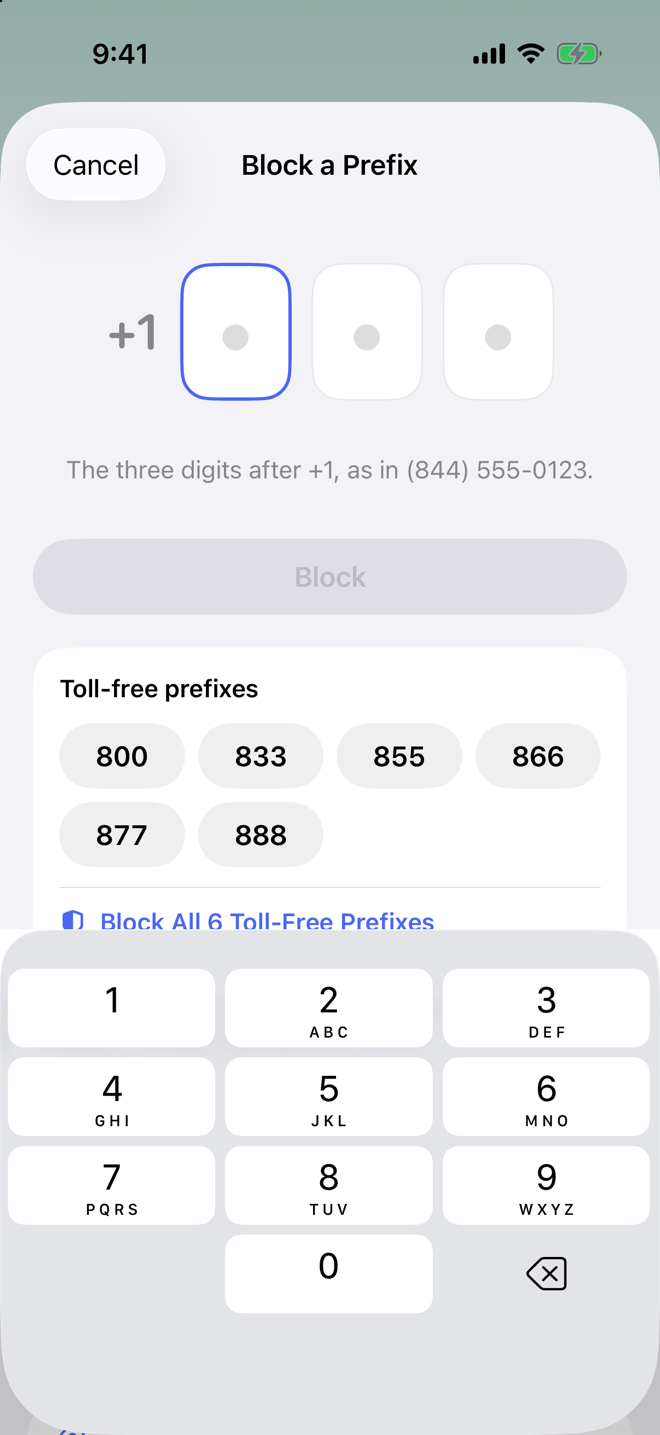 9:41
Cancel
Block a Prefix
+1
The three digits after +1, as in (844) 555-0123.
Block
Toll-free prefixes
800 833 855 866
877 888
Block All 6 Toll-Free Prefixes
1 2 3
ABC DEF
4 5 6
GHI JKL MNO
7 8 9
PQRS TUV WXYZ
0